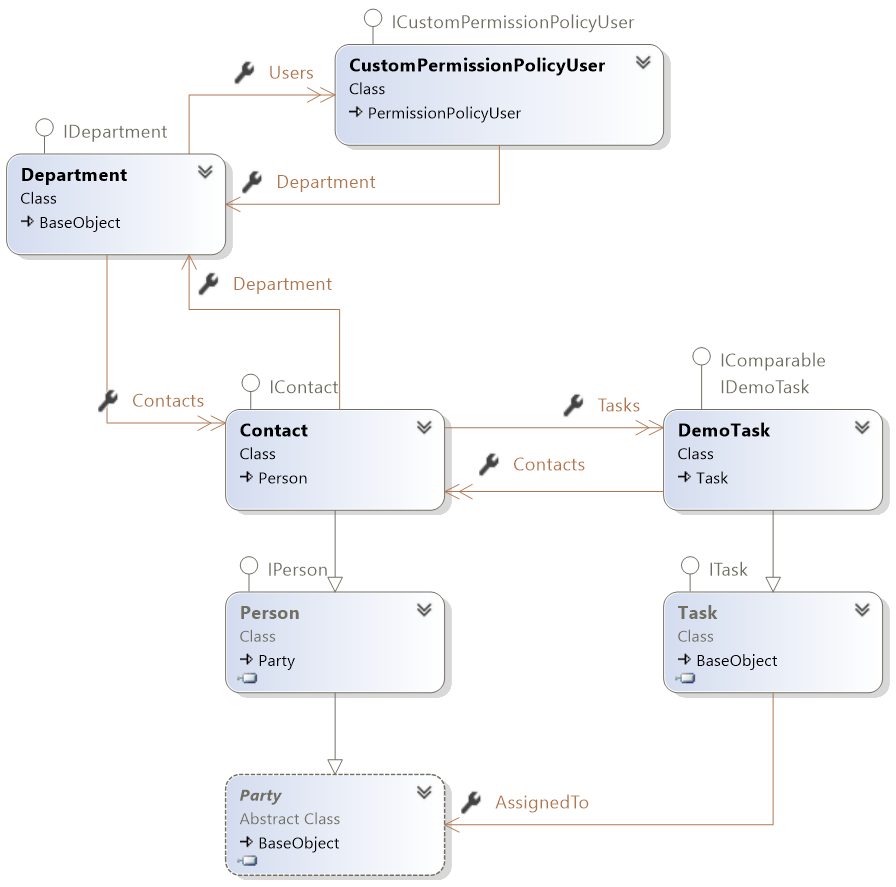 ICustomPermissionPolicyUser
CustomPermissionPolicyUser
Class
PermissionPolicyUser
Users
IDepartment
Department
Class
BaseObject
Department
Department
Contacts
IContact
Contact
Class
Person
Tasks
Contacts
IComparable
IDemoTask
DemoTask
Class
Task
IPerson
Person
Class
Party
ITask
Task
Class
BaseObject
Party
Abstract Class
BaseObject
AssignedTo